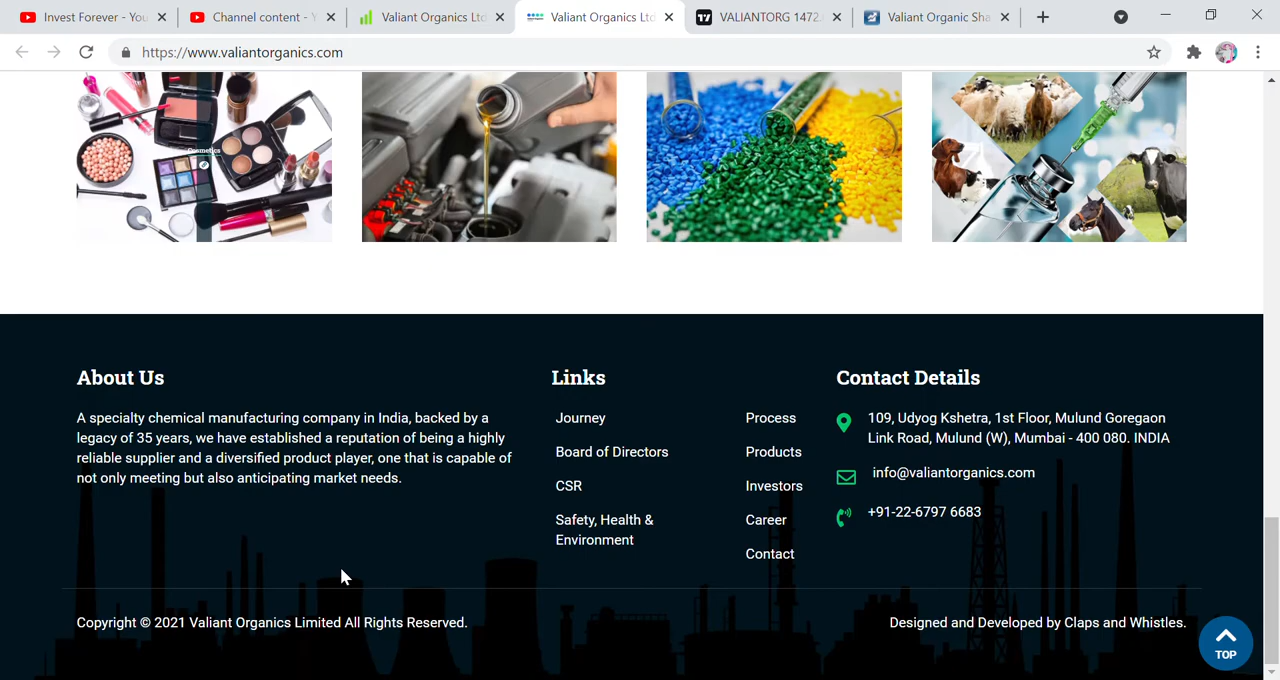 Invest Forever - You
Channel content - Y
Valiant Organics Ltd
Valiant Organics Ltd
VALIANTORG 1472.
Valiant Organic Sha
https://www.valiantorganics.com
Cosmetics
About Us
A specialty chemical manufacturing company in India, backed by a
legacy of 35 years, we have established a reputation of being a highly
reliable supplier and a diversified product player, one that is capable of
not only meeting but also anticipating market needs.
Links
Journey
Board of Directors
CSR
Safety, Health &
Environment
Process
Products
Investors
Career
Contact
Contact Details
109, Udyog Kshetra, 1st Floor, Mulund Goregaon
Link Road, Mulund (W), Mumbai - 400 080. INDIA
info@valiantorganics.com
+91-22-6797 6683
Copyright © 2021 Valiant Organics Limited All Rights Reserved.
Designed and Developed by Claps and Whistles.
TOP